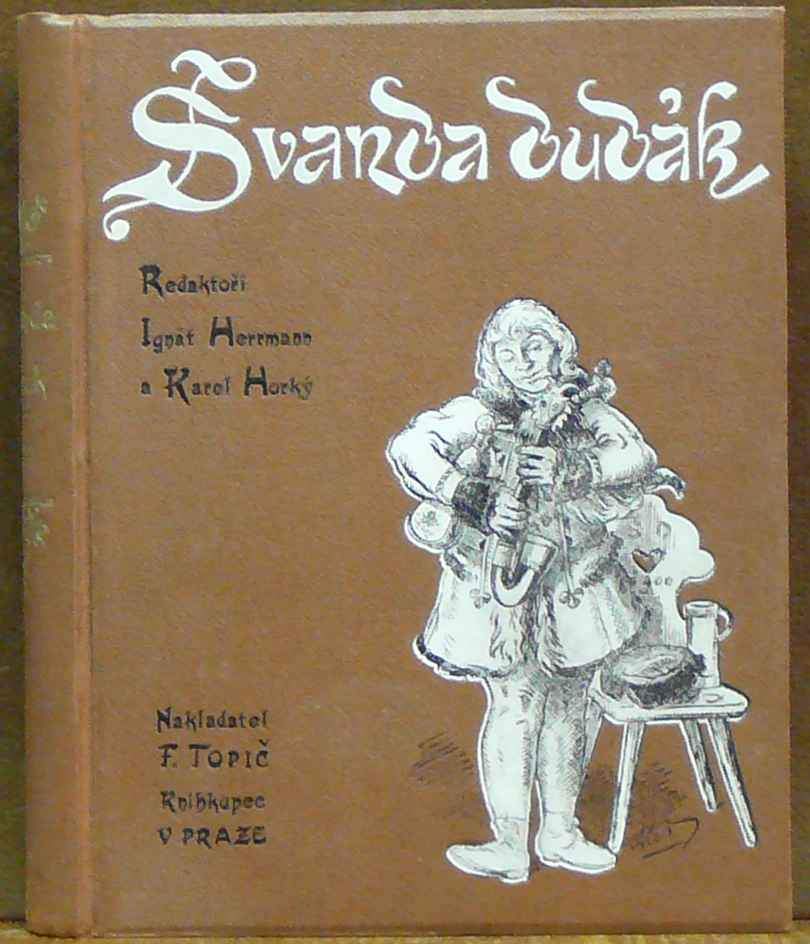 Švanda dudák
Redaktoři
Ignát Herrmann
a Karel Horký
Nakladatel
F. TOPIČ
Knihkupec
V PRAZE